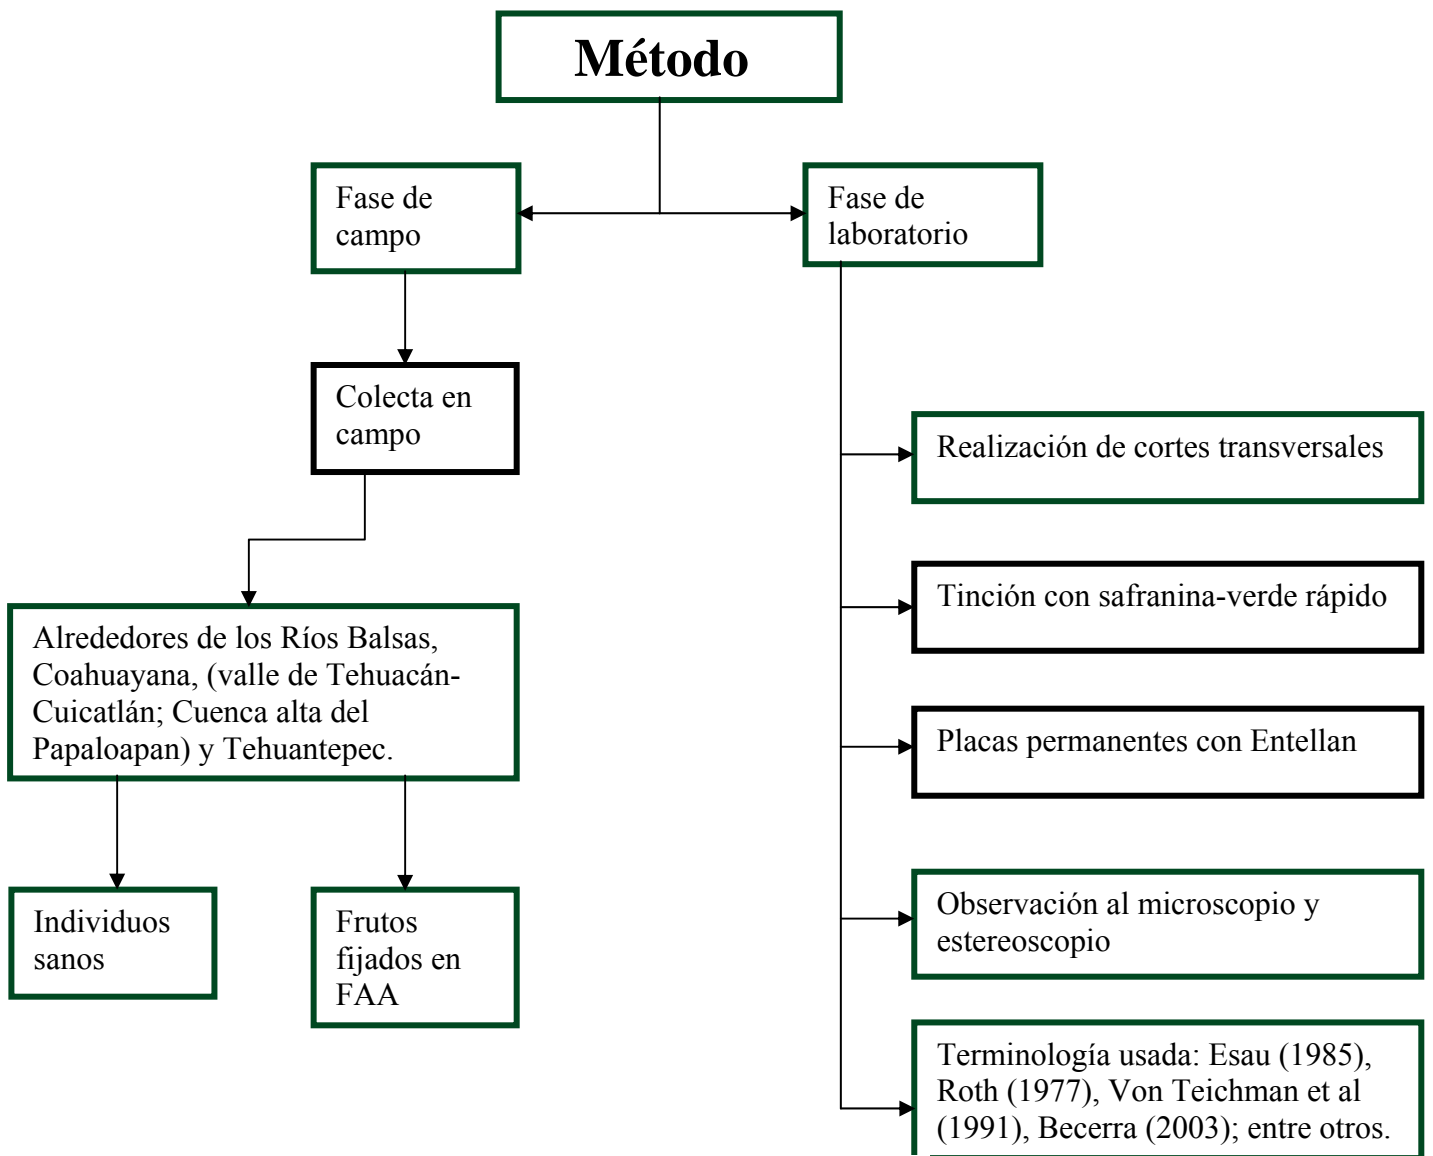 Método
Fase de
campo
Fase de
laboratorio
Colecta en
campo
Alrededores de los Ríos Balsas,
Coahuayana, (valle de Tehuacán-
Cuicatlán; Cuenca alta del
Papaloapan) y Tehuantepec.
Individuos
sanos
Frutos
fijados en
FAA
Realización de cortes transversales
Tinción con safranina-verde rápido
Placas permanentes con Entellan
Observación al microscopio y
estereoscopio
Terminología usada: Esau (1985),
Roth (1977), Von Teichman et al
(1991), Becerra (2003); entre otros.